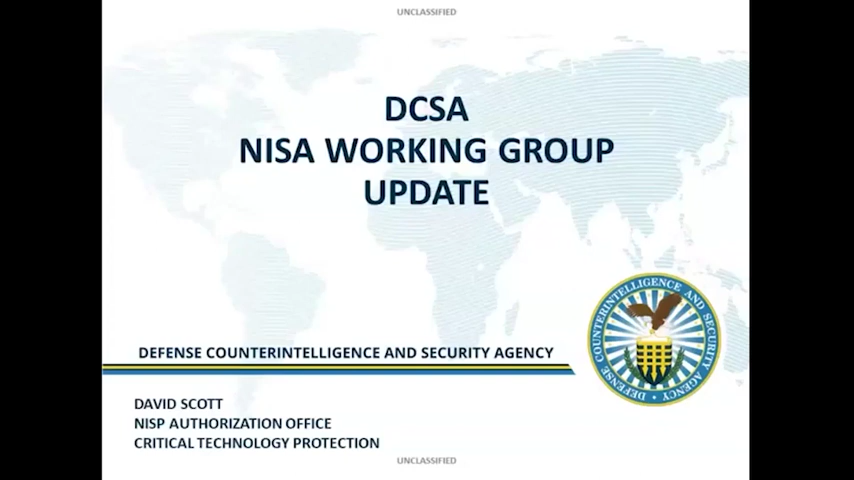 UNCLASSIFIED
DCSA
NISA WORKING GROUP
UPDATE
DEFENSE COUNTERINTELLIGENCE AND SECURITY AGENCY
DEFENSE COUNTERINTELLIGENCE AND SECURITY AGENCY
DAVID SCOTT
NISP AUTHORIZATION OFFICE
CRITICAL TECHNOLOGY PROTECTION
UNCLASSIFIED